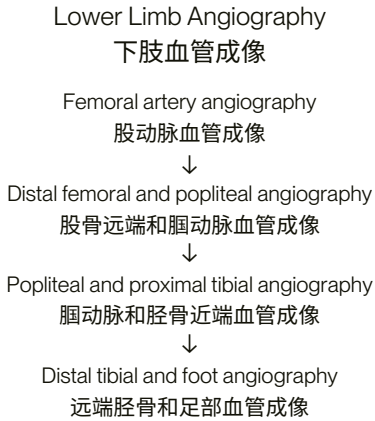 Lower Limb Angiography
下肢血管成像
Femoral artery angiography
股动脉血管成像
↓
Distal femoral and popliteal angiography
股骨远端和腘动脉血管成像
↓
Popliteal and proximal tibial angiography
腘动脉和胫骨近端血管成像
↓
Distal tibial and foot angiography
远端胫骨和足部血管成像